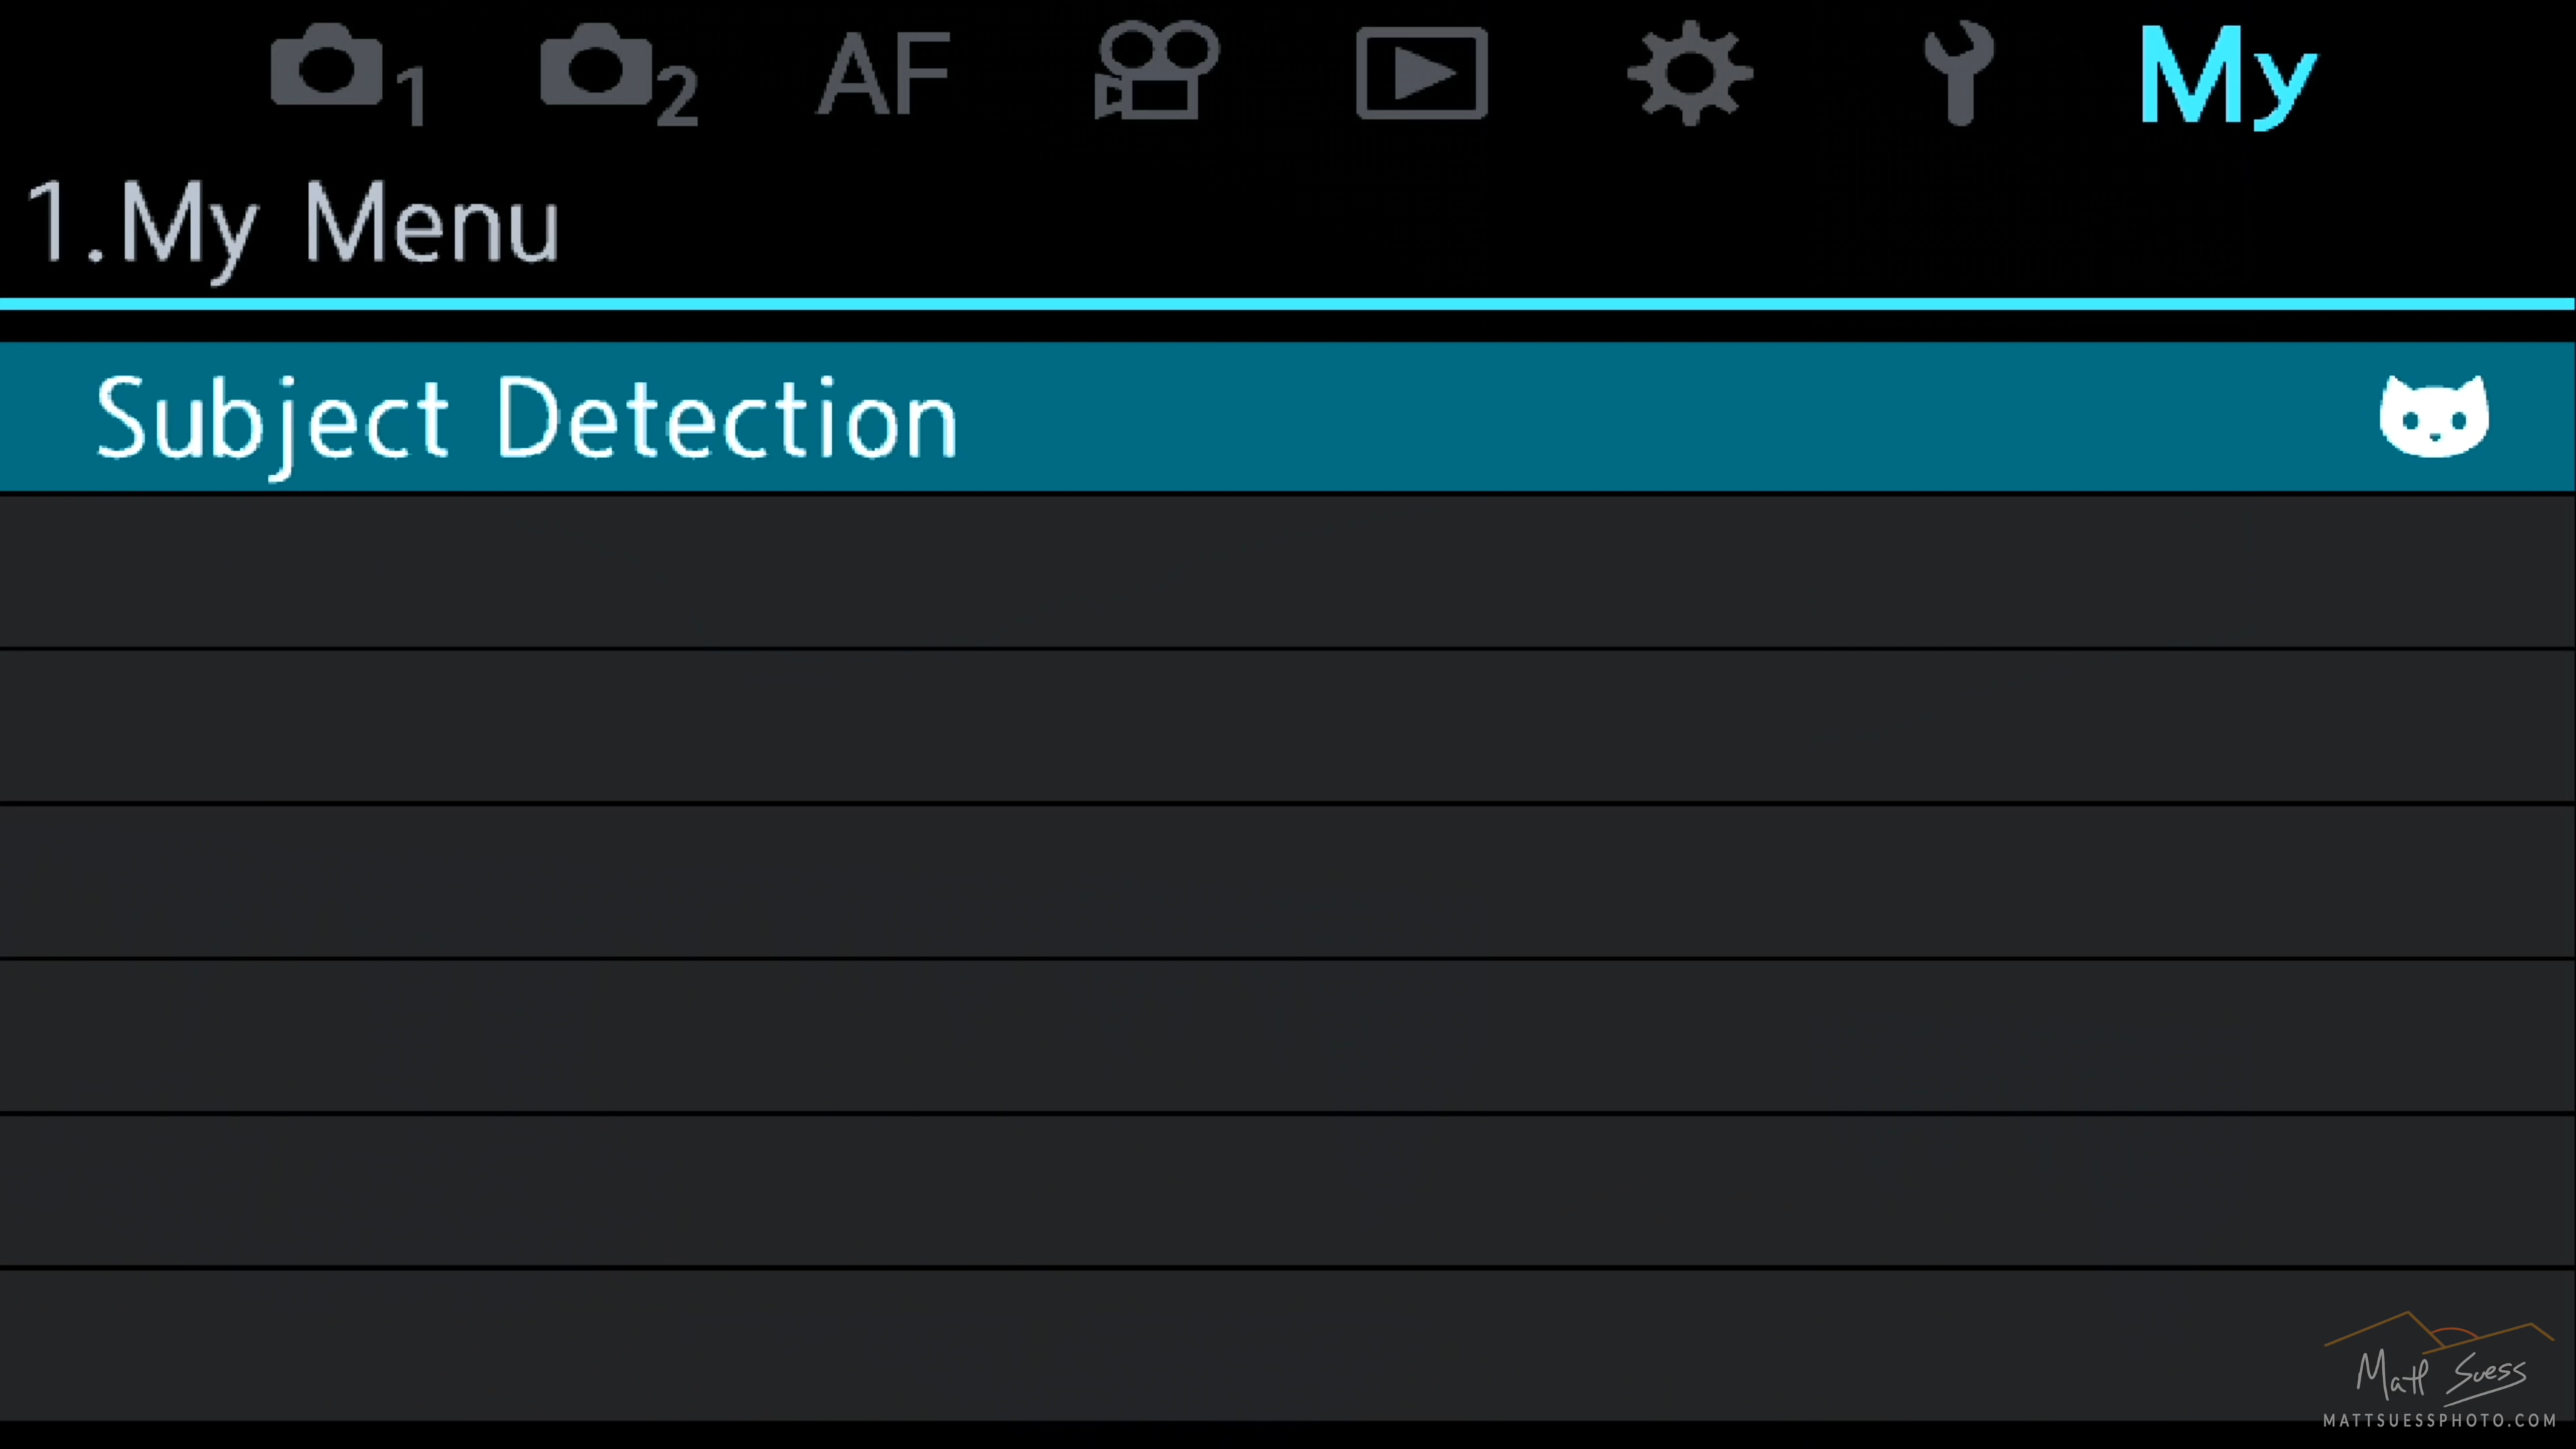 1 2 AF My
1.My Menu
Subject Detection
Matt Suess
MATTSUESSPHOTO.COM